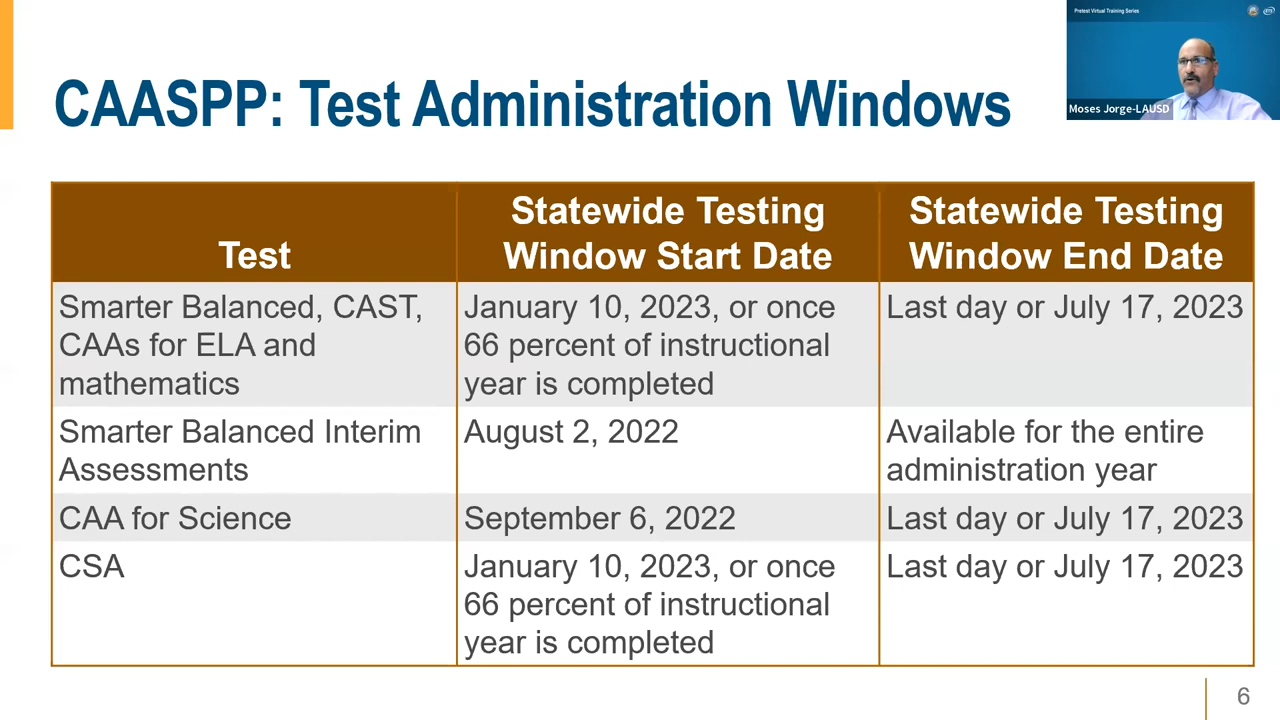 Pretest Virtual Training Series
Moses Jorge-LAUSD
CAASPP: Test Administration Windows
Test
Statewide Testing
Window Start Date
Statewide Testing
Window End Date
Smarter Balanced, CAST,
CAAs for ELA and
mathematics
January 10, 2023, or once
66 percent of instructional
year is completed
Last day or July 17, 2023
Smarter Balanced Interim
Assessments
August 2, 2022
Available for the entire
administration year
CAA for Science
September 6, 2022
Last day or July 17, 2023
CSA
January 10, 2023, or once
66 percent of instructional
year is completed
Last day or July 17, 2023
6